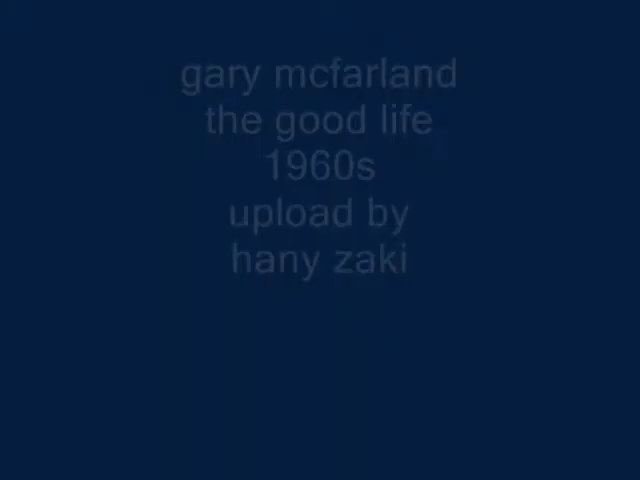 gary mcfarland
the good life
1960s
upload by
hany zaki